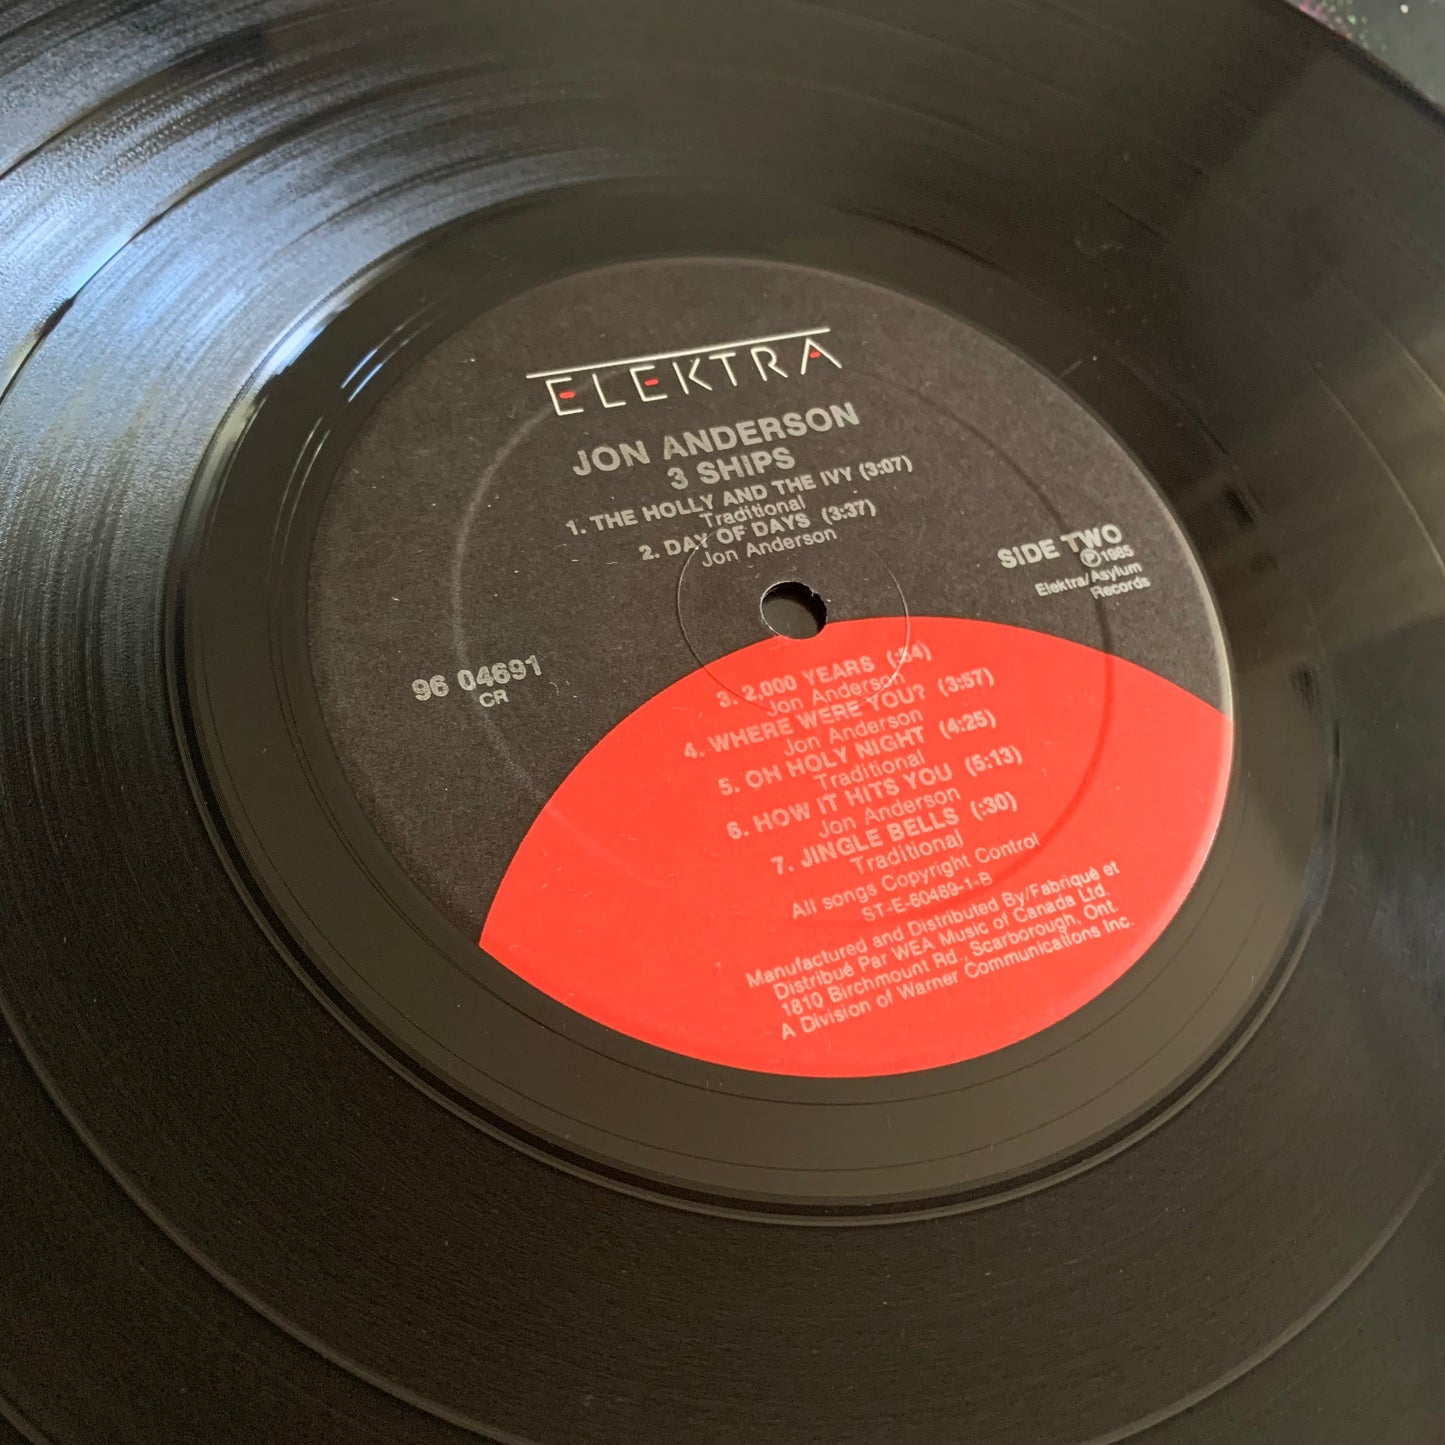 ELEKTRA
JON ANDERSON
3 SHIPS
1. THE HOLLY AND THE IVY (3:07)
Traditional
2. DAY OF DAYS (3:37)
Jon Anderson
SIDE TWO
℗1985
Elektra/Asylum
Records
96 04691
CR
3. 2,000 YEARS (:54)
Jon Anderson
4. WHERE WERE YOU? (3:57)
Jon Anderson
5. OH HOLY NIGHT (4:25)
Traditional
6. HOW IT HITS YOU (5:13)
Jon Anderson
7. JINGLE BELLS (:30)
Traditional
All songs Copyright Control
ST-E-60469-1-B
Manufactured and Distributed By/Fabriqué et
Distribué Par WEA Music of Canada Ltd.
1810 Birchmount Rd., Scarborough, Ont.
A Division of Warner Communications Inc.